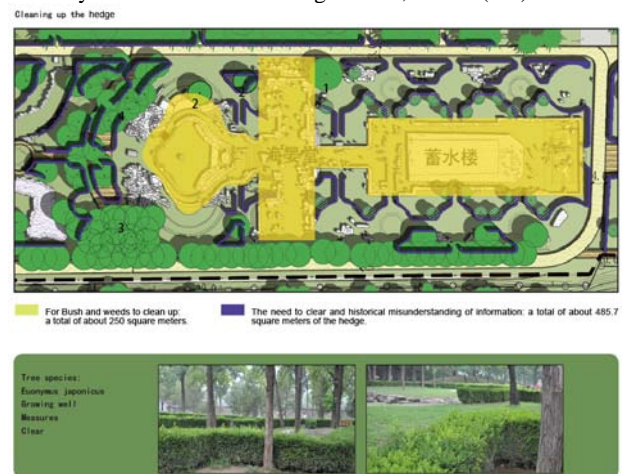 Cleaning up the hedge
1
2
海晏堂
蓄水楼
3
For Bush and weeds to clean up:
a total of about 250 square meters.
The need to clear and historical misunderstanding of information: a total of about 485.7
square meters of the hedge.
Tree species:
Euonymus japonicus
Growing well
Measures
Clear